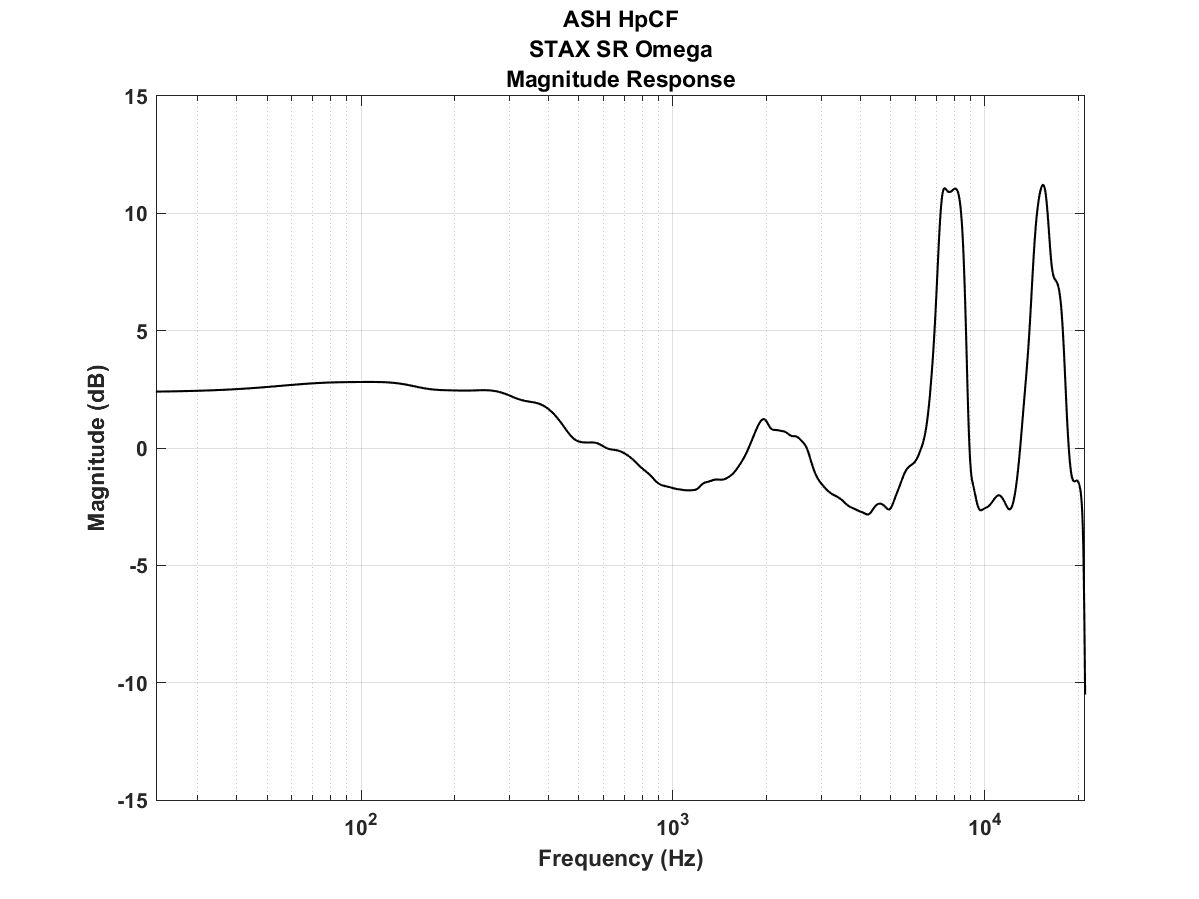 ASH HpCF
STAX SR Omega
Magnitude Response
15
10
5
0
-5
-10
-15
Magnitude (dB)
10²
10³
10⁴
Frequency (Hz)